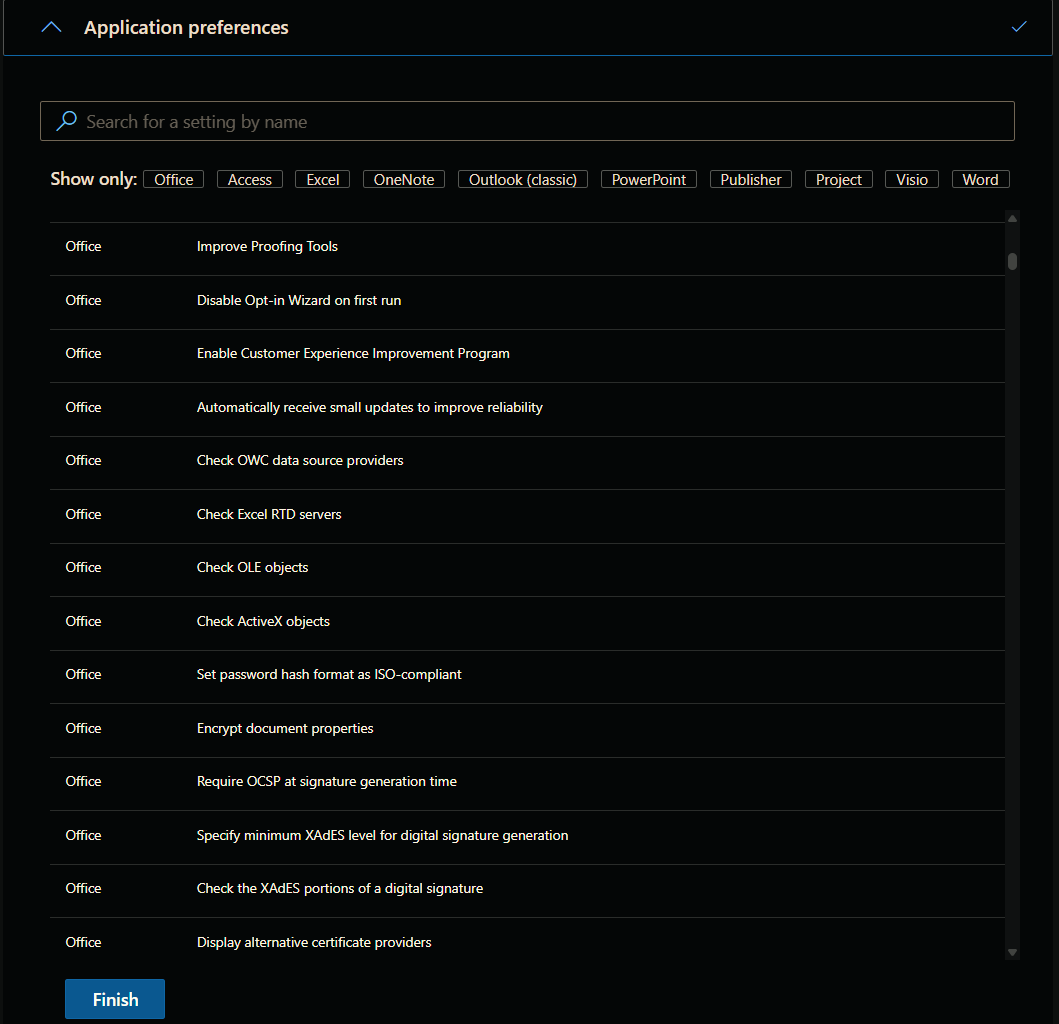 Application preferences
Search for a setting by name
Show only: Office Access Excel OneNote Outlook (classic) PowerPoint Publisher Project Visio Word
Office Improve Proofing Tools
Office Disable Opt-in Wizard on first run
Office Enable Customer Experience Improvement Program
Office Automatically receive small updates to improve reliability
Office Check OWC data source providers
Office Check Excel RTD servers
Office Check OLE objects
Office Check ActiveX objects
Office Set password hash format as ISO-compliant
Office Encrypt document properties
Office Require OCSP at signature generation time
Office Specify minimum XAdES level for digital signature generation
Office Check the XAdES portions of a digital signature
Office Display alternative certificate providers
Finish